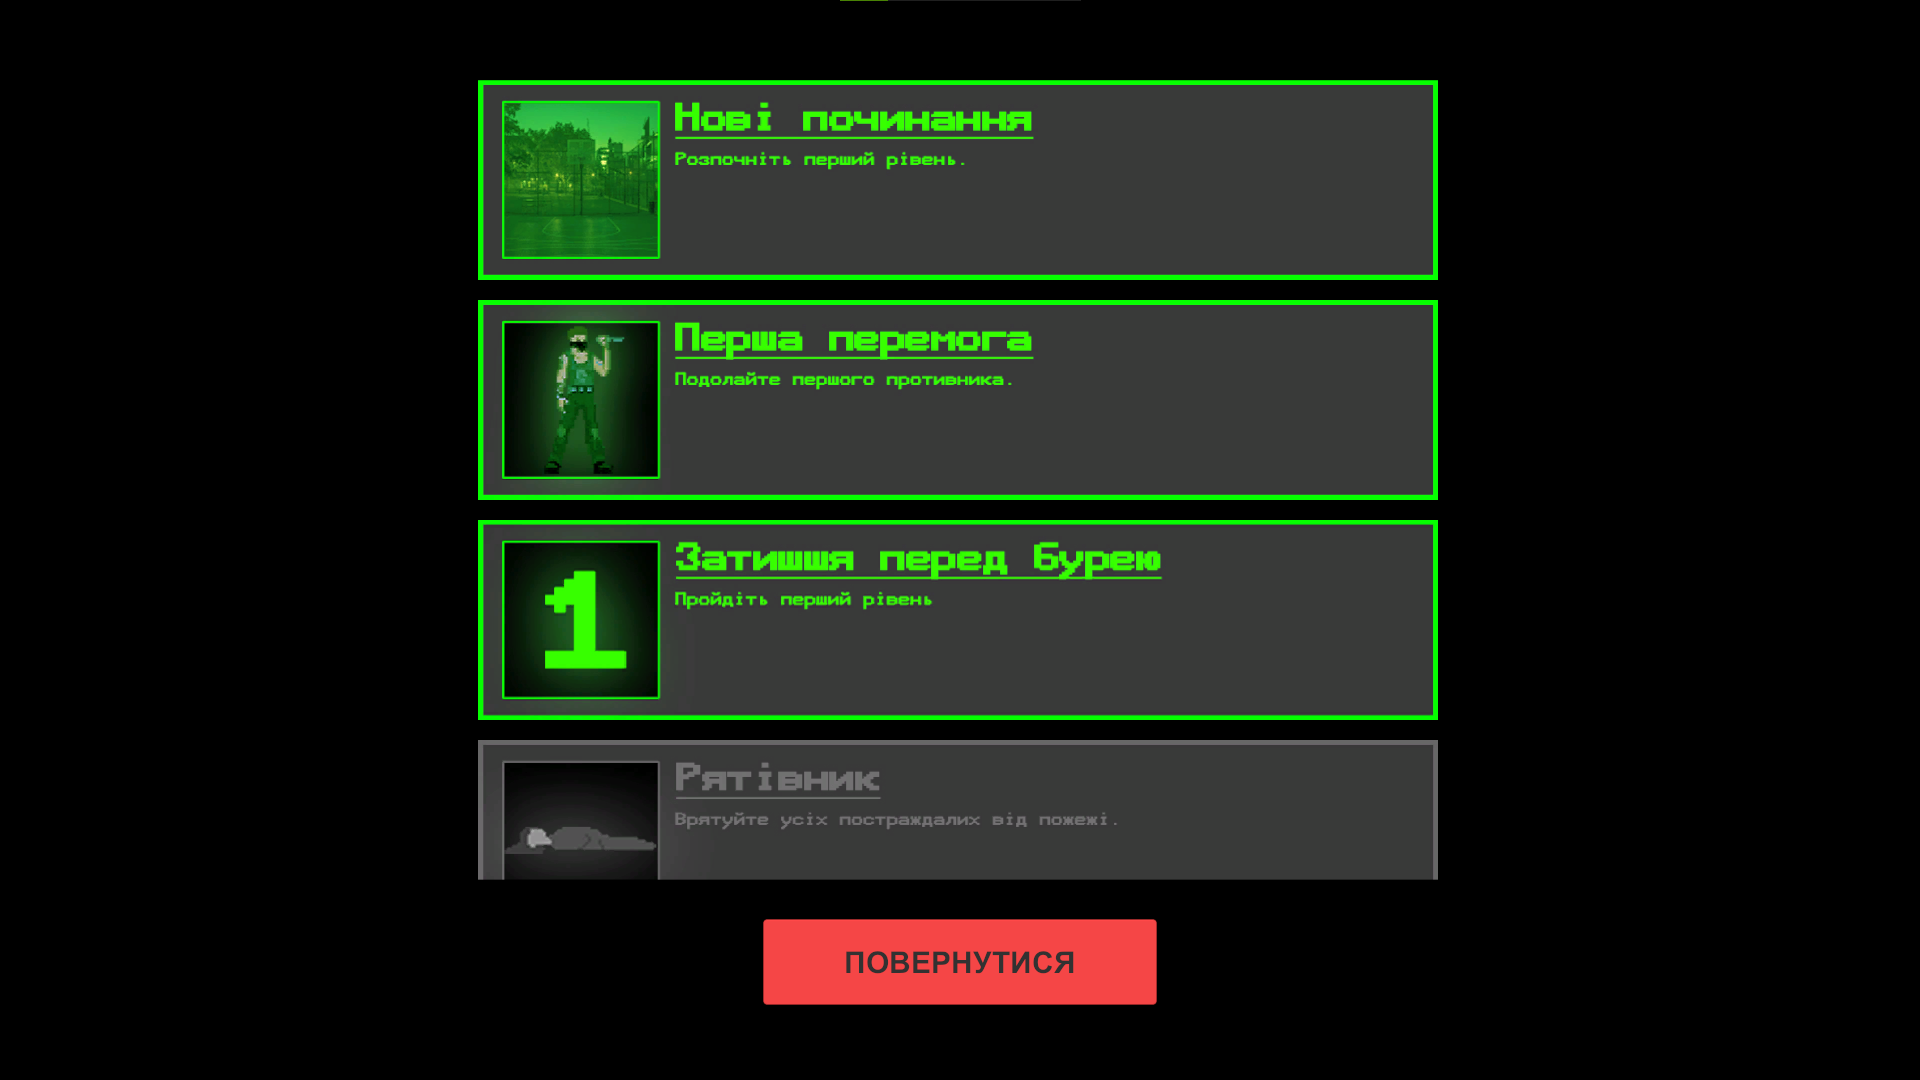 Нові починання
Розпочніть перший рівень.
Перша перемога
Подолайте першого противника.
1
Затишшя перед бурею
Пройдіть перший рівень
Рятівник
Врятуйте усіх постраждалих від пожежі.
ПОВЕРНУТИСЯ